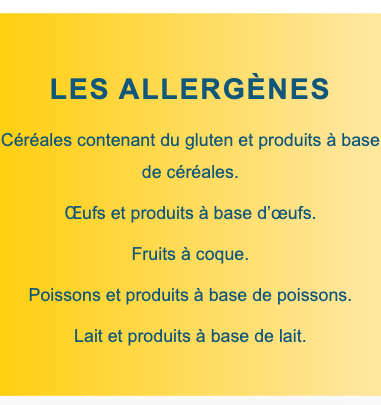 LES ALLERGÈNES
Céréales contenant du gluten et produits à base
de céréales.
Œufs et produits à base d’œufs.
Fruits à coque.
Poissons et produits à base de poissons.
Lait et produits à base de lait.